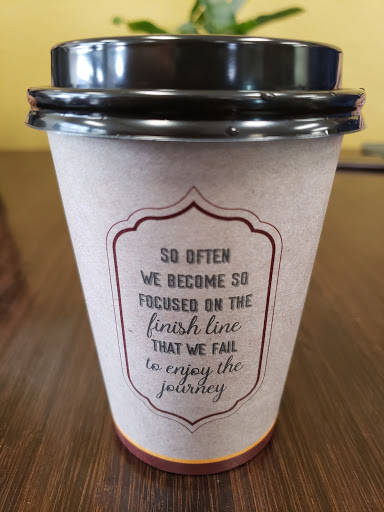 SO OFTEN
WE BECOME SO
FOCUSED ON THE
finish line
THAT WE FAIL
to enjoy the
journey